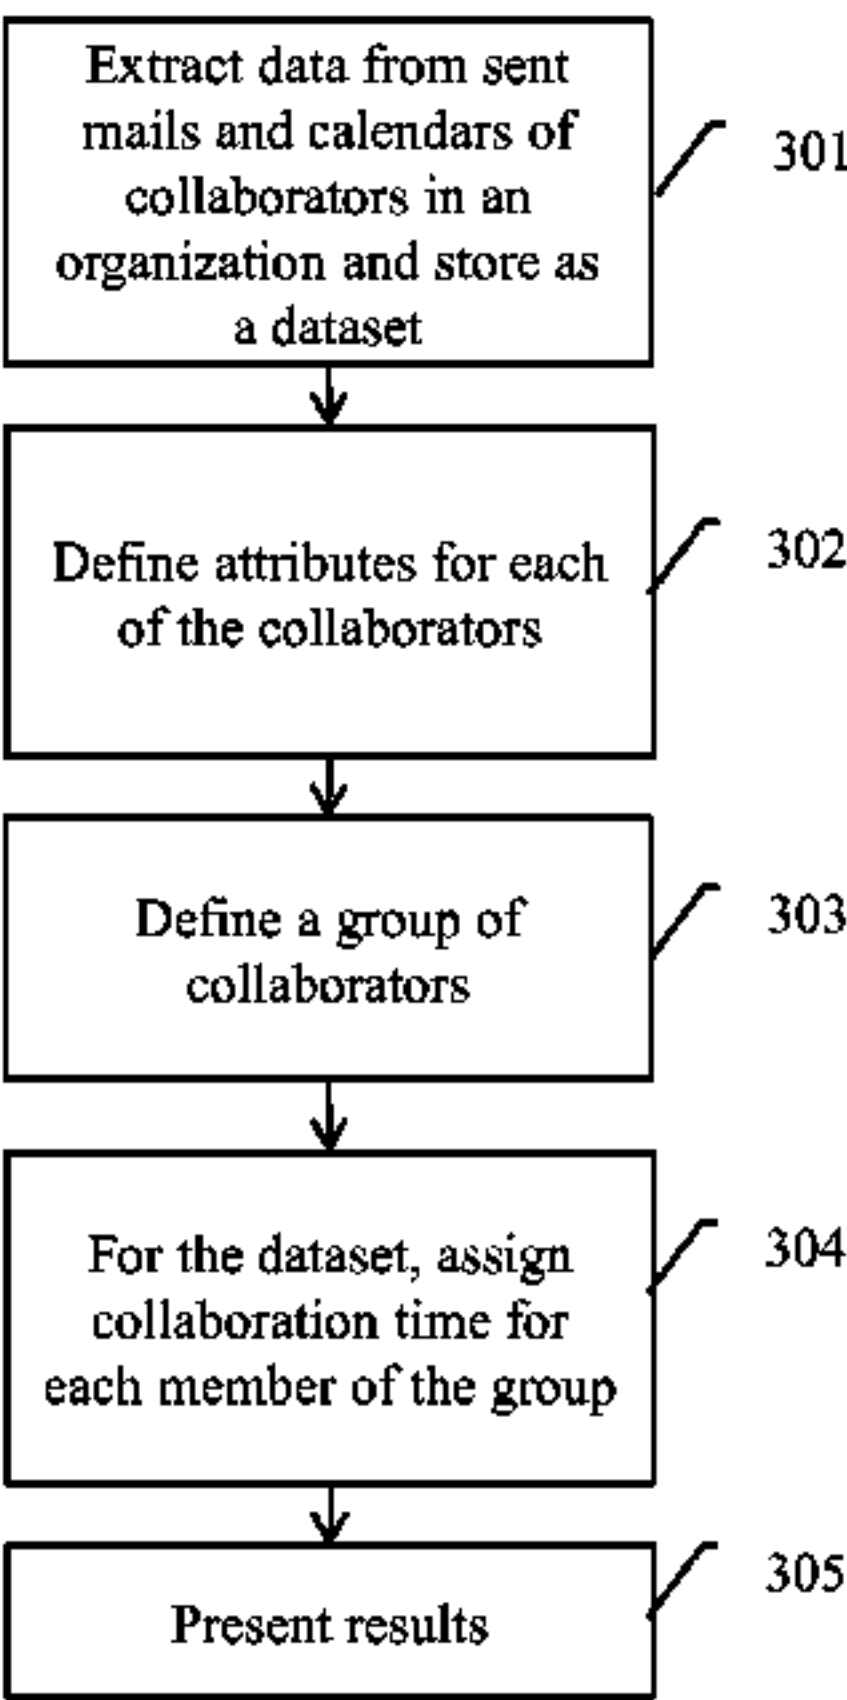 Extract data from sent
mails and calendars of
collaborators in an
organization and store as
a dataset
301
Define attributes for each
of the collaborators
302
Define a group of
collaborators
303
For the dataset, assign
collaboration time for
each member of the group
304
Present results
305